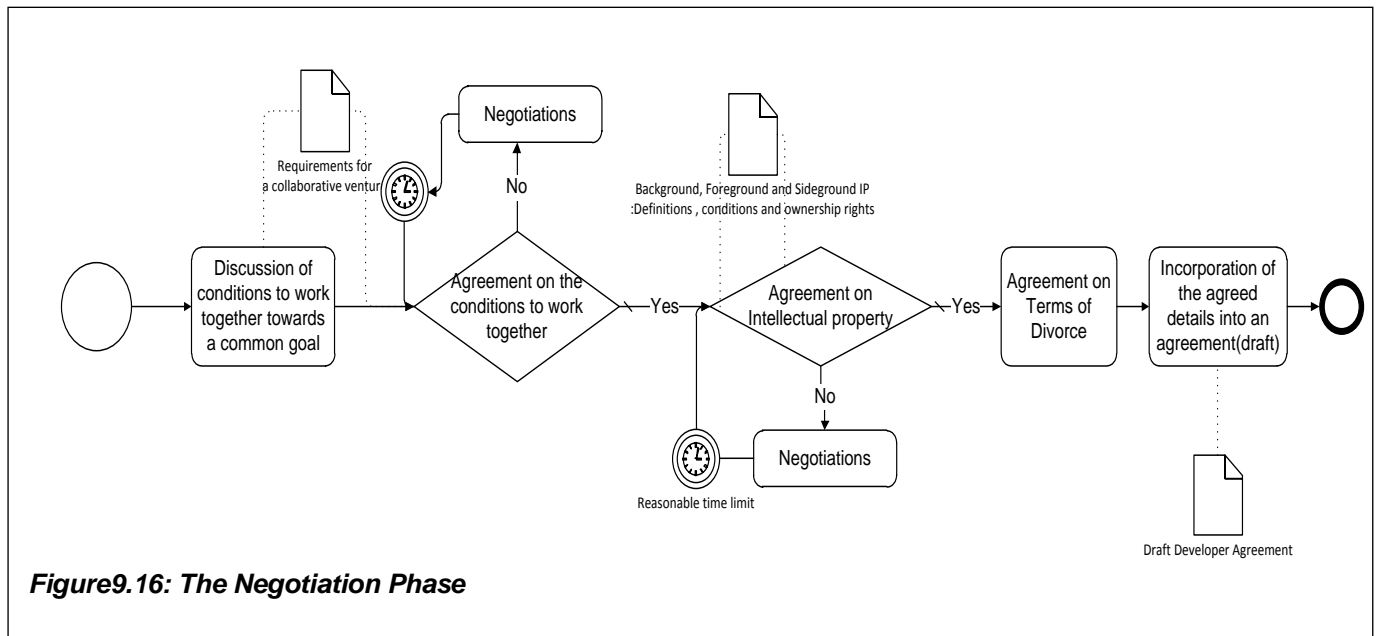 Negotiations
Requirements for
a collaborative ventur
No
Discussion of
conditions to work
together towards
a common goal
Agreement on the
conditions to work
together
Yes
Background, Foreground and Sideground IP
:Definitions , conditions and ownership rights
Agreement on
Intellectual property
Yes
No
Negotiations
Reasonable time limit
Agreement on
Terms of
Divorce
Incorporation of
the agreed
details into an
agreement(draft)
Draft Developer Agreement
Figure9.16: The Negotiation Phase